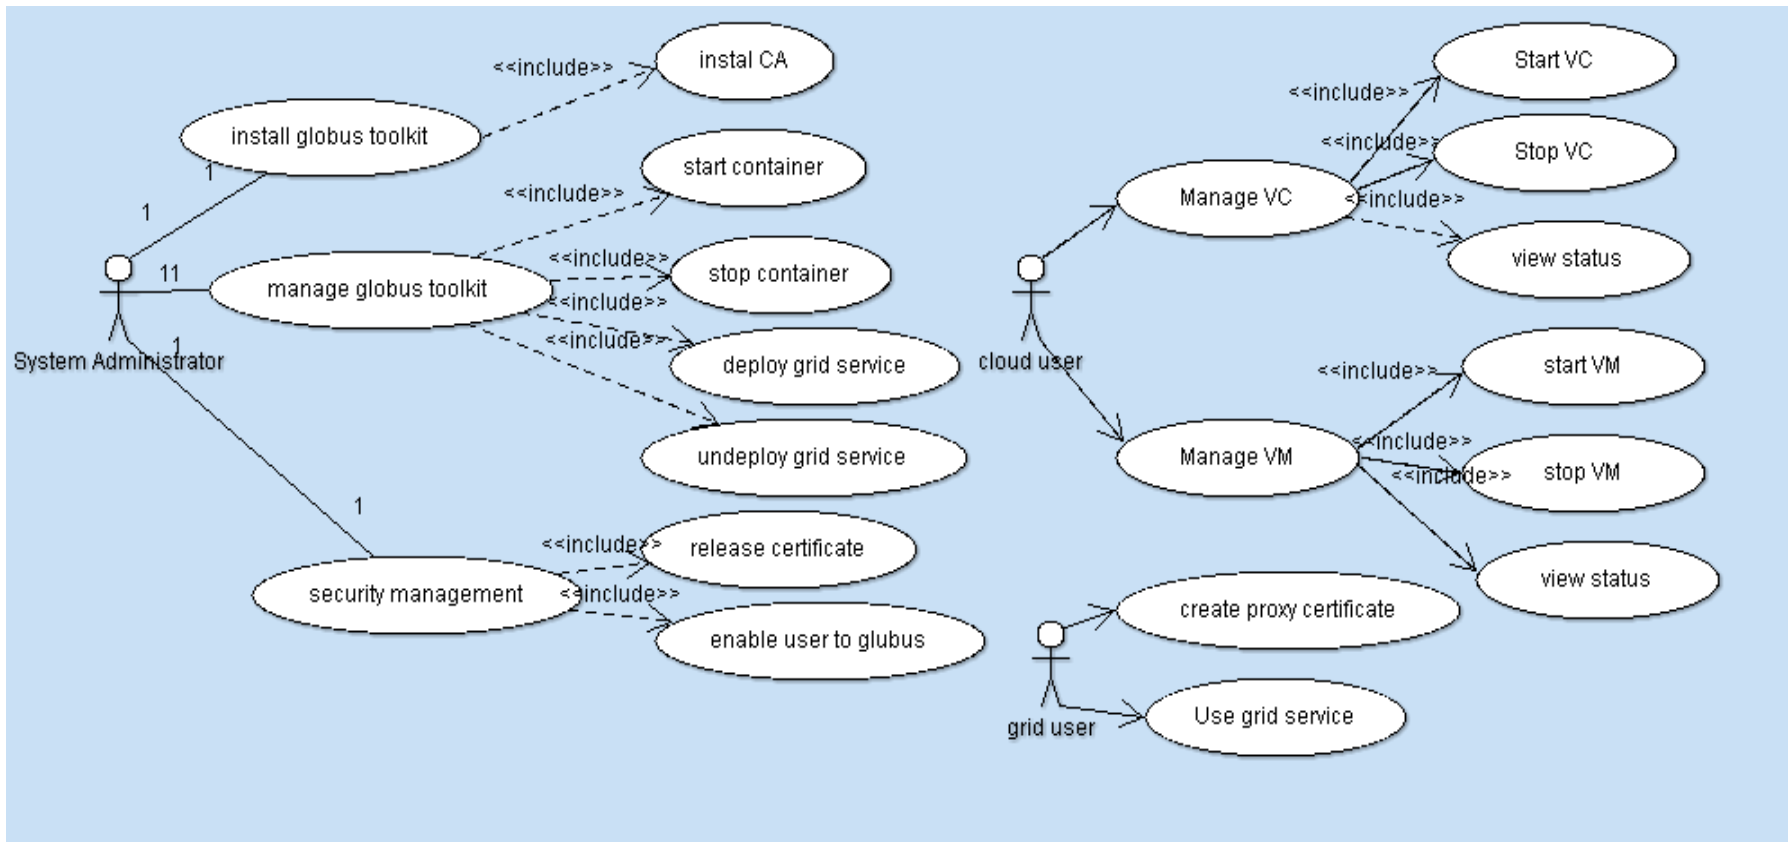 instal CA
<<include>>
install globus toolkit
1
1
start container
<<include>>
11
manage globus toolkit
<<include>>
stop container
<<include>>
<<include>>
deploy grid service
System Administrator
1
undeploy grid service
1
<<include>>
release certificate
security management
<<include>>
enable user to glubus
Start VC
<<include>>
<<include>>
Stop VC
Manage VC
<<include>>
view status
cloud user
<<include>>
start VM
Manage VM
<<include>>
<<include>>
stop VM
view status
create proxy certificate
grid user
Use grid service